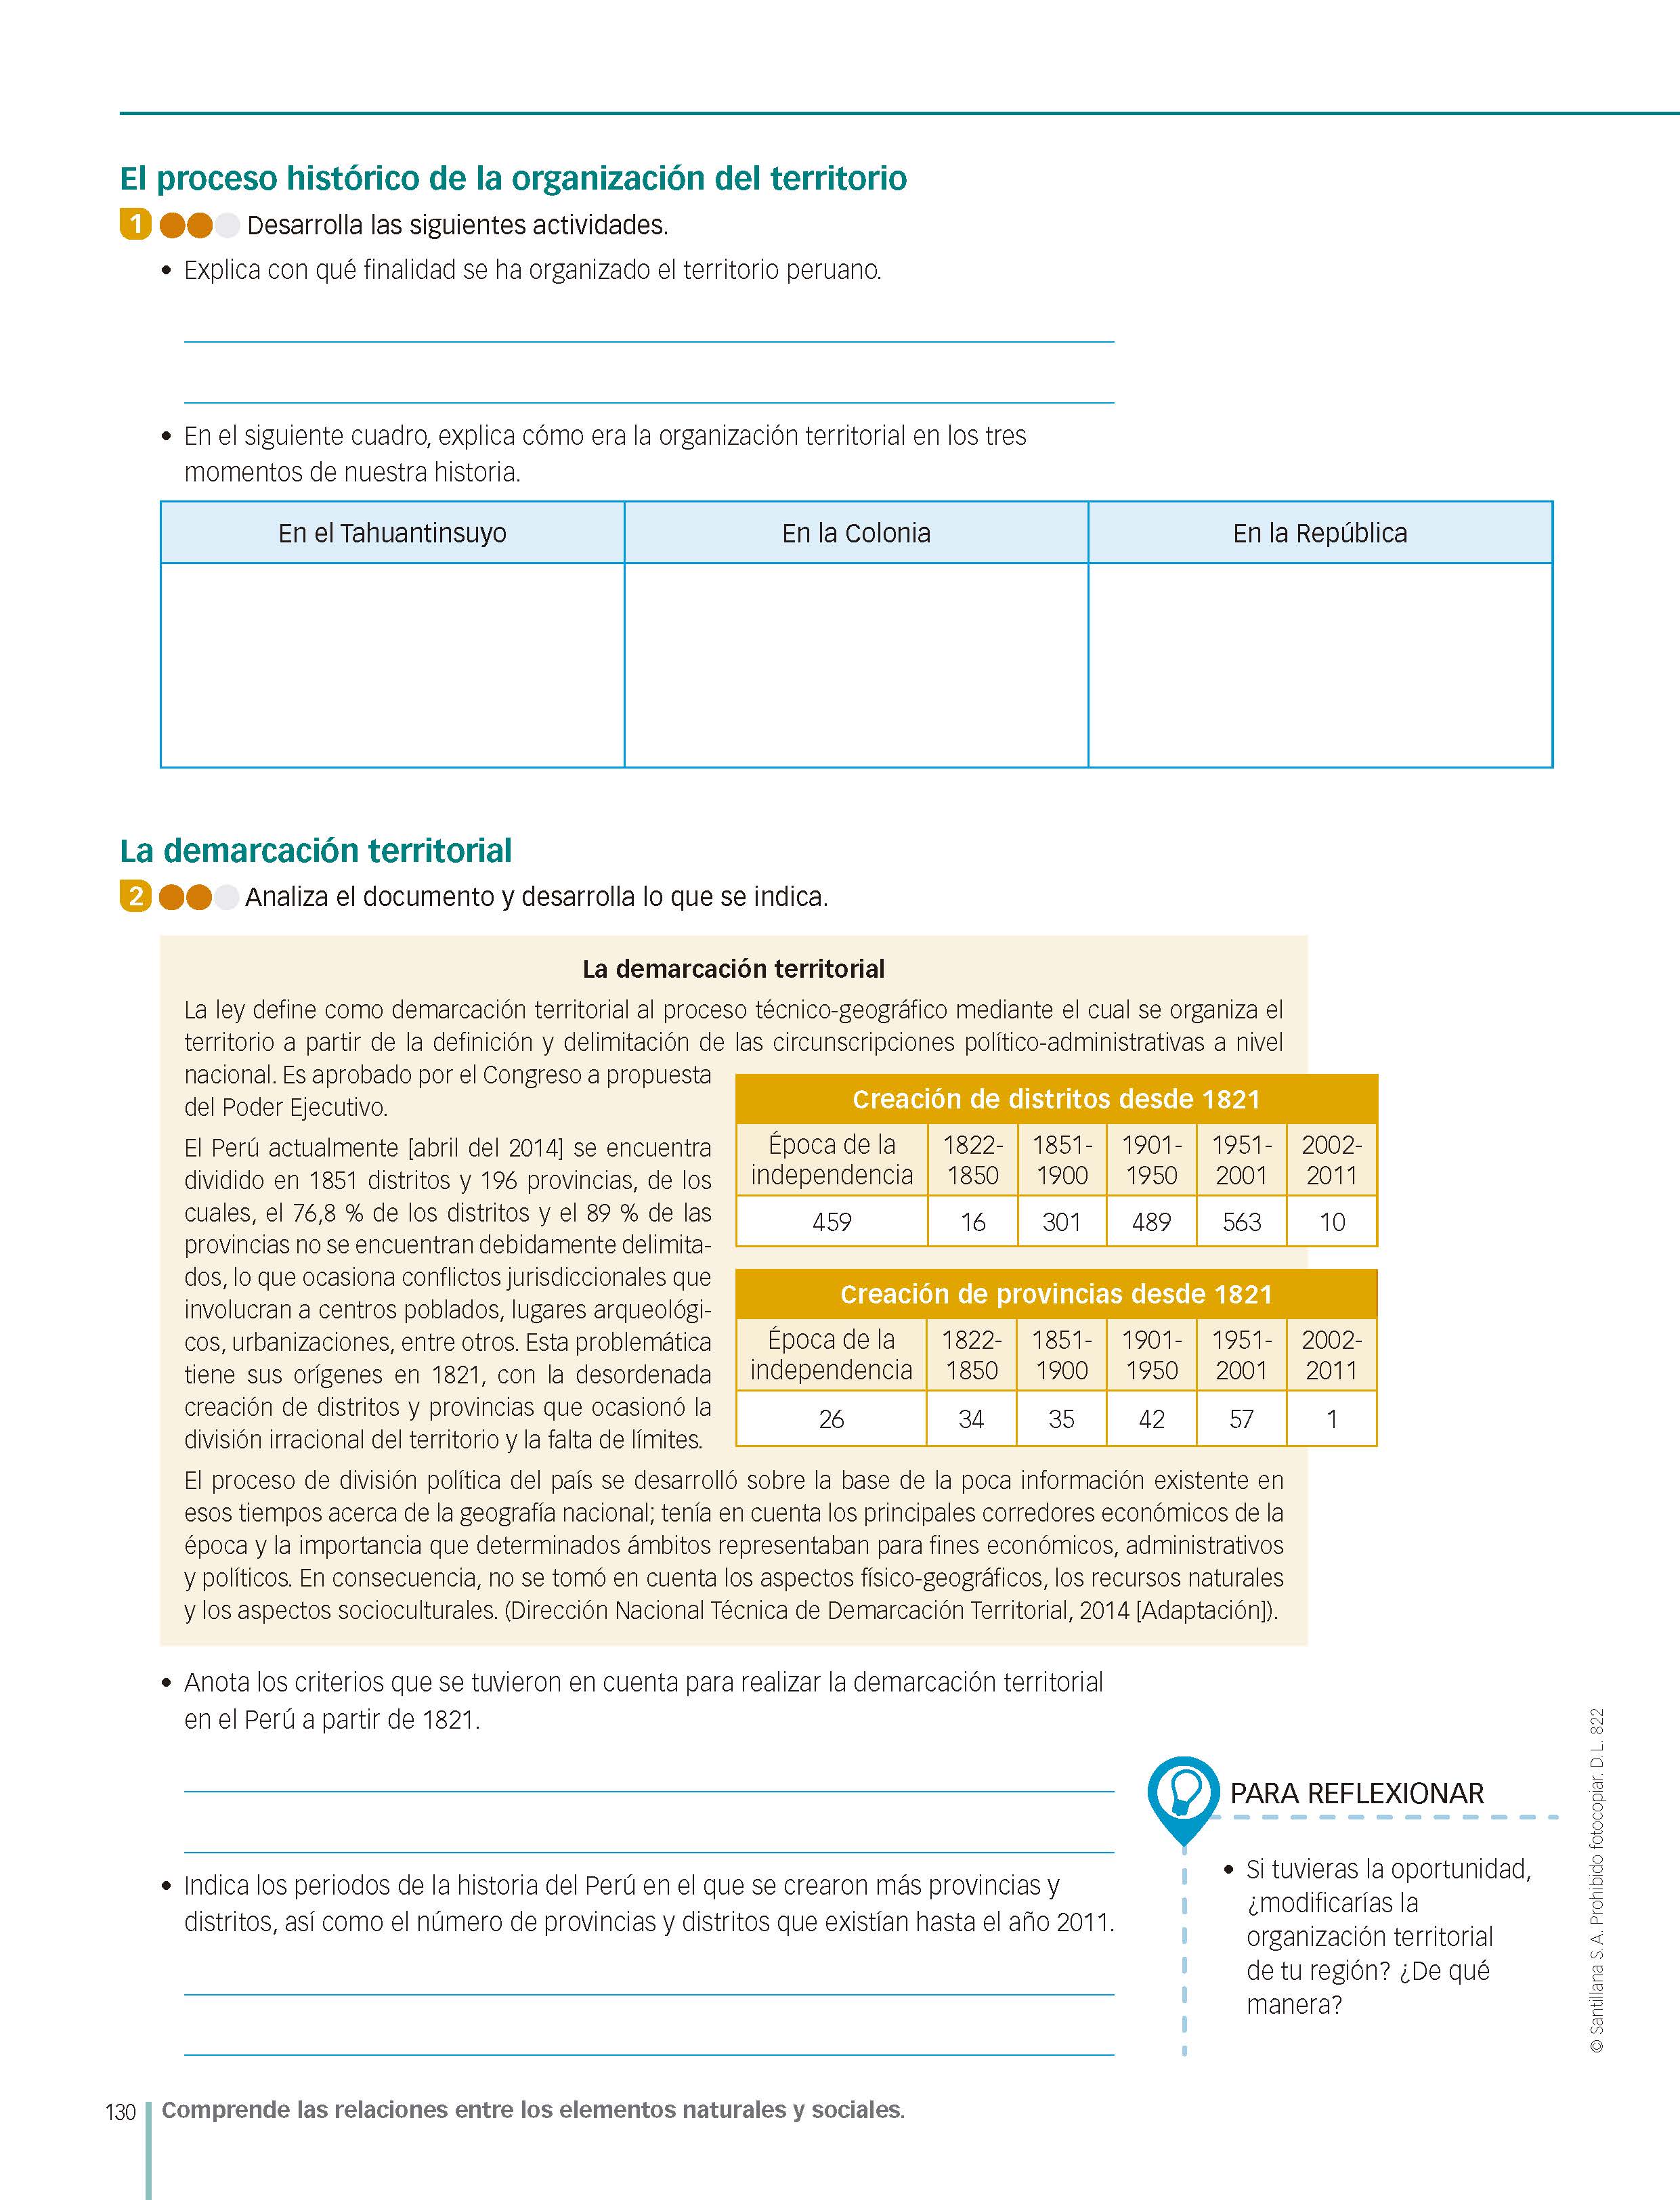 El proceso histórico de la organización del territorio
1 Desarrolla las siguientes actividades.
• Explica con qué finalidad se ha organizado el territorio peruano.
• En el siguiente cuadro, explica cómo era la organización territorial en los tres
momentos de nuestra historia.
En el Tahuantinsuyo En la Colonia En la República
La demarcación territorial
2 Analiza el documento y desarrolla lo que se indica.
La demarcación territorial
La ley define como demarcación territorial al proceso técnico-geográfico mediante el cual se organiza el
territorio a partir de la definición y delimitación de las circunscripciones político-administrativas a nivel
nacional. Es aprobado por el Congreso a propuesta
del Poder Ejecutivo.
El Perú actualmente [abril del 2014] se encuentra
dividido en 1851 distritos y 196 provincias, de los
cuales, el 76,8 % de los distritos y el 89 % de las
provincias no se encuentran debidamente delimita-
dos, lo que ocasiona conflictos jurisdiccionales que
involucran a centros poblados, lugares arqueológi-
cos, urbanizaciones, entre otros. Esta problemática
tiene sus orígenes en 1821, con la desordenada
creación de distritos y provincias que ocasionó la
división irracional del territorio y la falta de límites.
Creación de distritos desde 1821
Época de la 1822- 1851- 1901- 1951- 2002-
independencia 1850 1900 1950 2001 2011
459 16 301 489 563 10
Creación de provincias desde 1821
Época de la 1822- 1851- 1901- 1951- 2002-
independencia 1850 1900 1950 2001 2011
26 34 35 42 57 1
El proceso de división política del país se desarrolló sobre la base de la poca información existente en
esos tiempos acerca de la geografía nacional; tenía en cuenta los principales corredores económicos de la
época y la importancia que determinados ámbitos representaban para fines económicos, administrativos
y políticos. En consecuencia, no se tomó en cuenta los aspectos físico-geográficos, los recursos naturales
y los aspectos socioculturales. (Dirección Nacional Técnica de Demarcación Territorial, 2014 [Adaptación]).
• Anota los criterios que se tuvieron en cuenta para realizar la demarcación territorial
en el Perú a partir de 1821.
• Indica los periodos de la historia del Perú en el que se crearon más provincias y
distritos, así como el número de provincias y distritos que existían hasta el año 2011.
PARA REFLEXIONAR
• Si tuvieras la oportunidad,
¿modificarías la
organización territorial
de tu región? ¿De qué
manera?
© Santillana S.A. Prohibido fotocopiar. D.L. 822
130 Comprende las relaciones entre los elementos naturales y sociales.